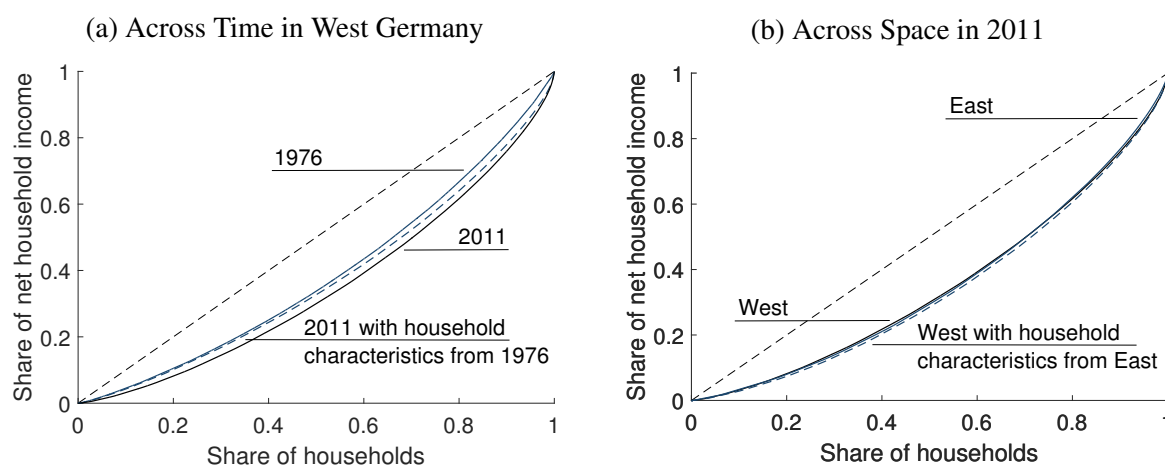 (a) Across Time in West Germany
Share of net household income
1
0.8
0.6
0.4
0.2
0
1976
2011
2011 with household
characteristics from 1976
0 0.2 0.4 0.6 0.8 1
Share of households
(b) Across Space in 2011
Share of net household income
1
0.8
0.6
0.4
0.2
0
East
West
West with household
characteristics from East
0 0.2 0.4 0.6 0.8 1
Share of households